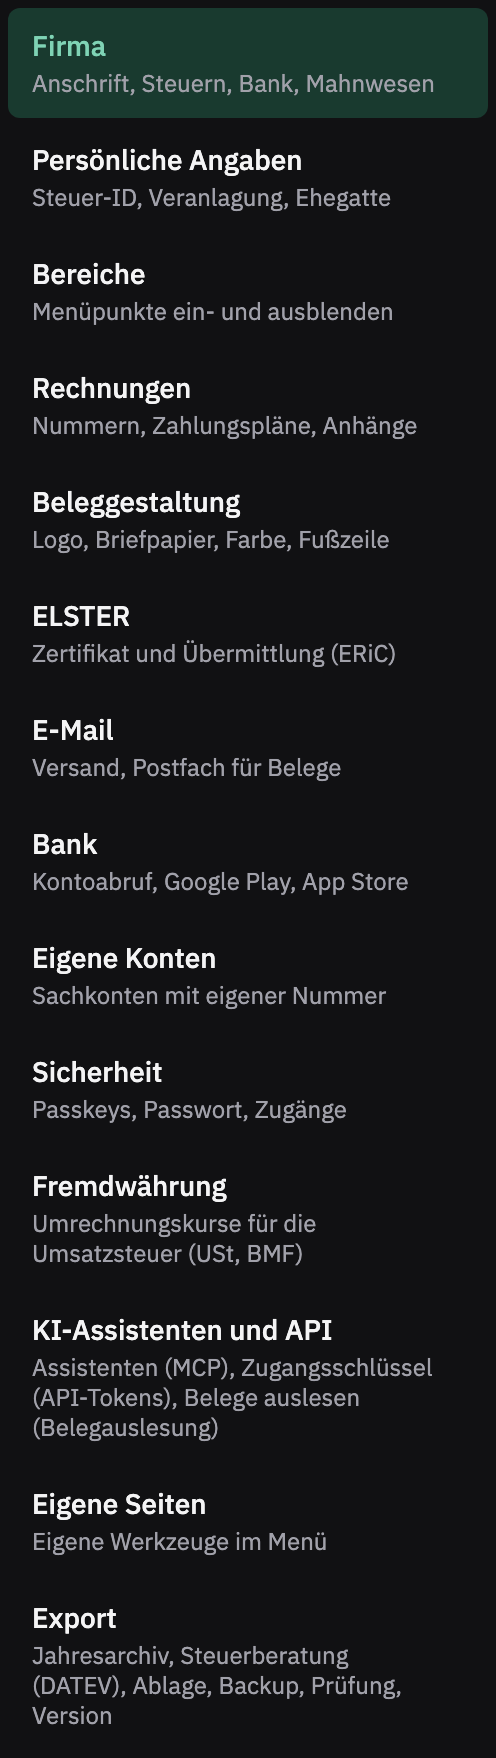 Firma
Anschrift, Steuern, Bank, Mahnwesen
Persönliche Angaben
Steuer-ID, Veranlagung, Ehegatte
Bereiche
Menüpunkte ein- und ausblenden
Rechnungen
Nummern, Zahlungspläne, Anhänge
Beleggestaltung
Logo, Briefpapier, Farbe, Fußzeile
ELSTER
Zertifikat und Übermittlung (ERiC)
E-Mail
Versand, Postfach für Belege
Bank
Kontoabruf, Google Play, App Store
Eigene Konten
Sachkonten mit eigener Nummer
Sicherheit
Passkeys, Passwort, Zugänge
Fremdwährung
Umrechnungskurse für die
Umsatzsteuer (USt, BMF)
KI-Assistenten und API
Assistenten (MCP), Zugangsschlüssel
(API-Tokens), Belege auslesen
(Belegauslesung)
Eigene Seiten
Eigene Werkzeuge im Menü
Export
Jahresarchiv, Steuerberatung
(DATEV), Ablage, Backup, Prüfung,
Version